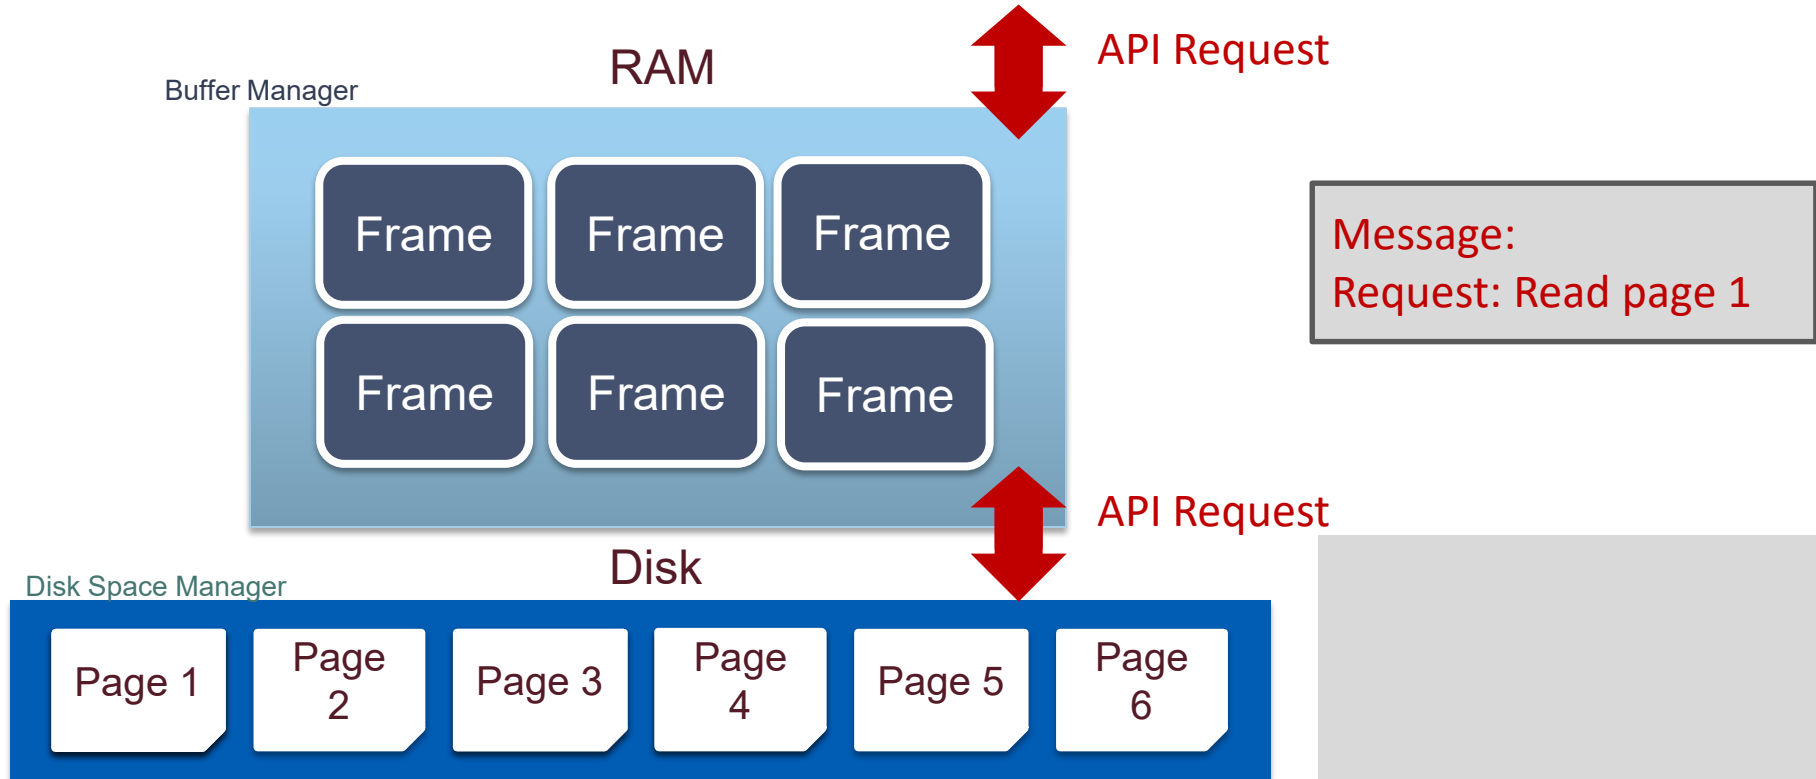 API Request
RAM
Buffer Manager
Frame
Frame
Frame
Message:
Request: Read page 1
Frame
Frame
Frame
API Request
Disk
Disk Space Manager
Page 1
Page
2
Page 3
Page
4
Page 5
Page
6